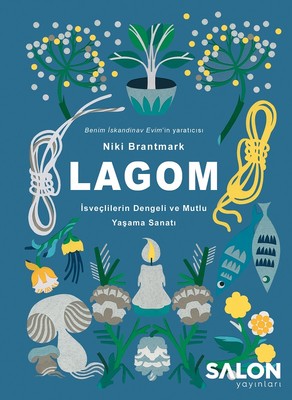 Benim İskandinav Evim'in yaratıcısı
Niki Brantmark
LAGOM
İsveçlilerin Dengeli ve Mutlu
Yaşama Sanatı
SALON
yayınları